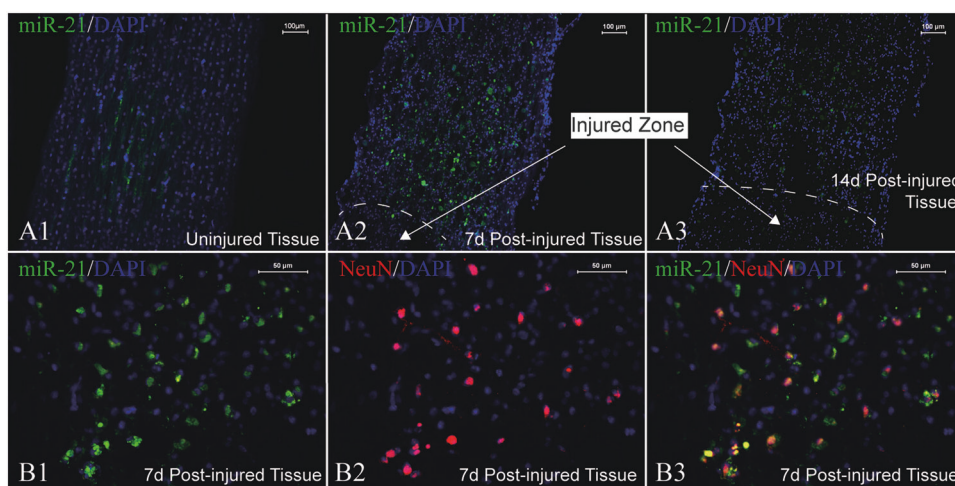 miR-21/DAPI
100μm
A1
Uninjured Tissue
miR-21/DAPI
100 μm
Injured Zone
A2
7d Post-injured Tissue
miR-21/DAPI
100 μm
14d Post-injured
Tissue
A3
miR-21/DAPI
50 μm
B1
7d Post-injured Tissue
NeuN/DAPI
50 μm
B2
7d Post-injured Tissue
miR-21/NeuN/DAPI
50 μm
B3
7d Post-injured Tissue